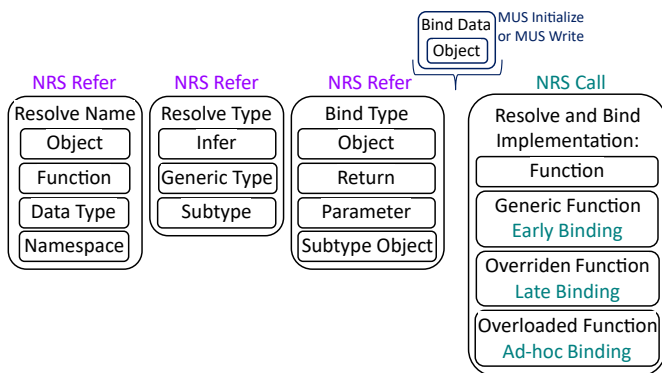 Bind Data
Object
MUS Initialize
or MUS Write
NRS Refer
Resolve Name
Object
Function
Data Type
Namespace
NRS Refer
Resolve Type
Infer
Generic Type
Subtype
NRS Refer
Bind Type
Object
Return
Parameter
Subtype Object
NRS Call
Resolve and Bind
Implementation:
Function
Generic Function
Early Binding
Overriden Function
Late Binding
Overloaded Function
Ad-hoc Binding